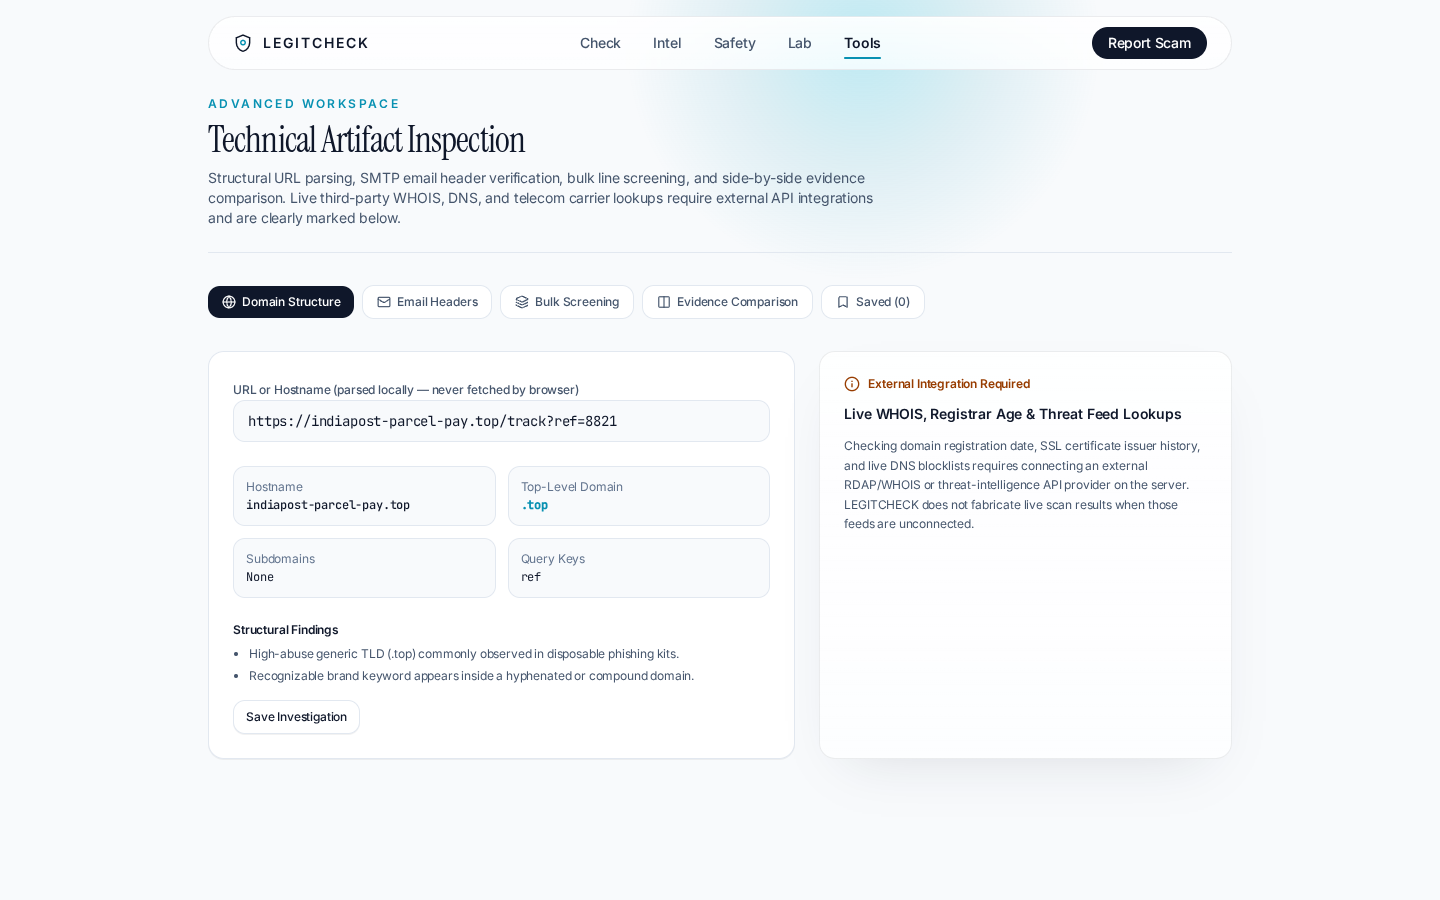 LEGITCHECK
Check
Intel
Safety
Lab
Tools
Report Scam
ADVANCED WORKSPACE
Technical Artifact Inspection
Structural URL parsing, SMTP email header verification, bulk line screening, and side-by-side evidence
comparison. Live third-party WHOIS, DNS, and telecom carrier lookups require external API integrations
and are clearly marked below.
Domain Structure
Email Headers
Bulk Screening
Evidence Comparison
Saved (0)
URL or Hostname (parsed locally — never fetched by browser)
https://indiapost-parcel-pay.top/track?ref=8821
Hostname
indiapost-parcel-pay.top
Top-Level Domain
.top
Subdomains
None
Query Keys
ref
Structural Findings
• High-abuse generic TLD (.top) commonly observed in disposable phishing kits.
• Recognizable brand keyword appears inside a hyphenated or compound domain.
Save Investigation
External Integration Required
Live WHOIS, Registrar Age & Threat Feed Lookups
Checking domain registration date, SSL certificate issuer history,
and live DNS blocklists requires connecting an external
RDAP/WHOIS or threat-intelligence API provider on the server.
LEGITCHECK does not fabricate live scan results when those
feeds are unconnected.